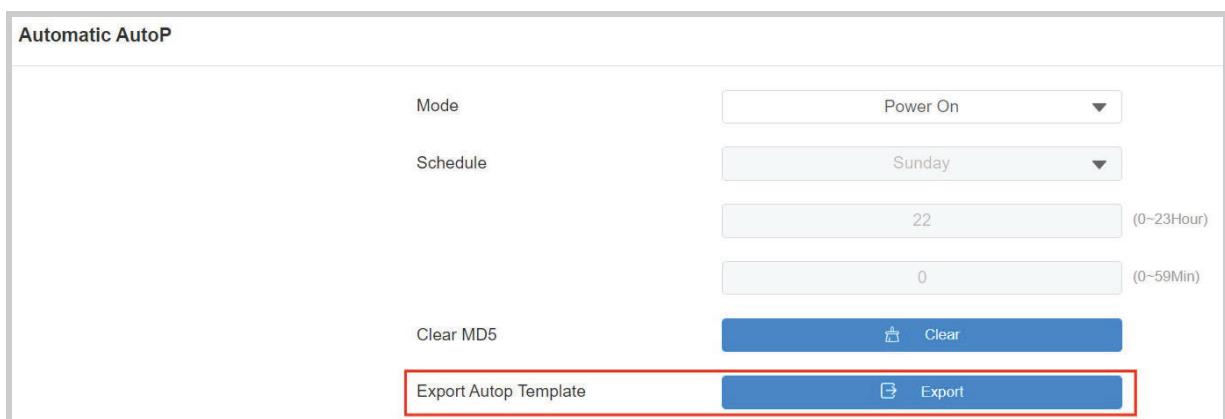 Automatic AutoP
Mode Power On
Schedule Sunday
22 (0~23Hour)
0 (0~59Min)
Clear MD5 Clear
Export Autop Template Export